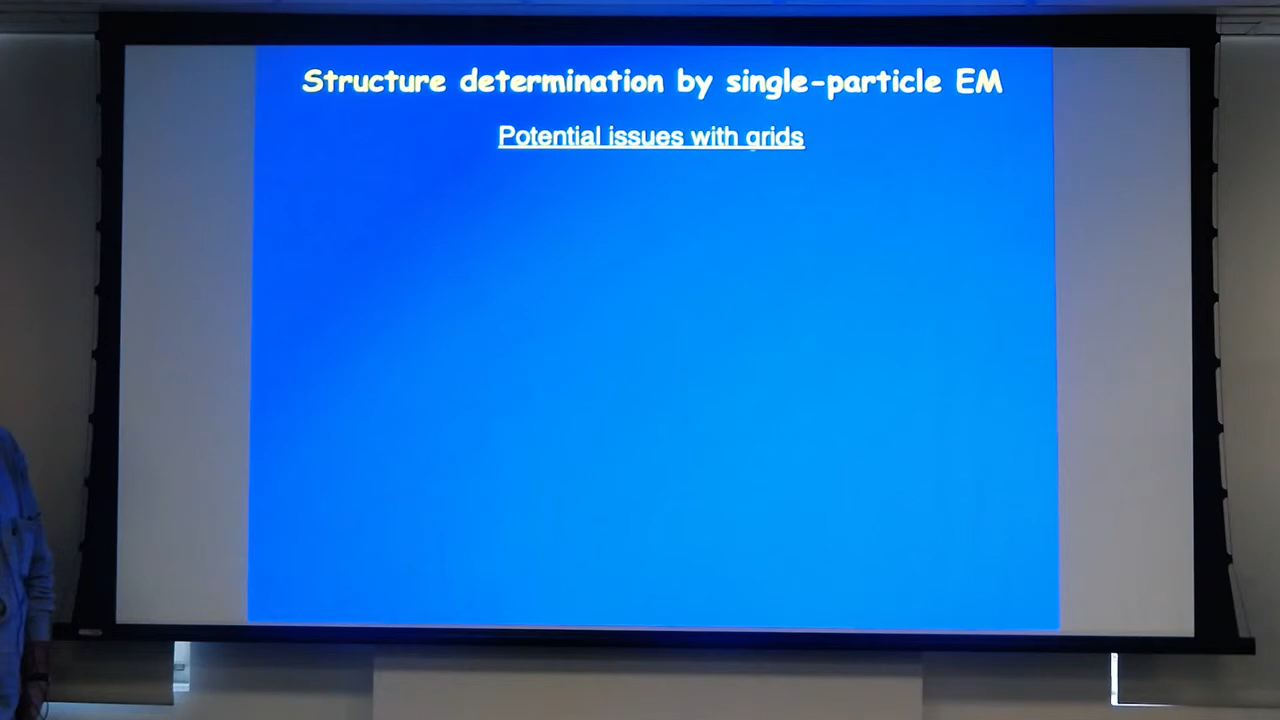 Structure determination by single-particle EM
Potential issues with grids